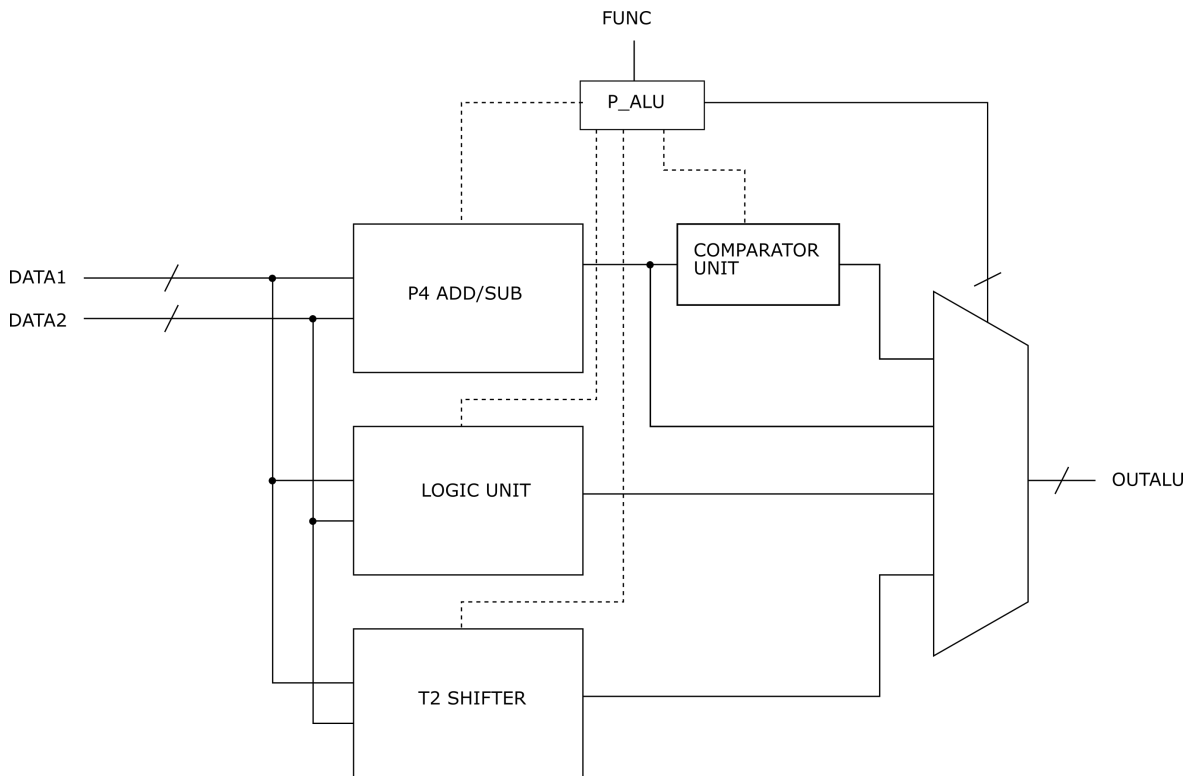 FUNC
P_ALU
COMPARATOR
UNIT
DATA1
P4 ADD/SUB
DATA2
OUTALU
LOGIC UNIT
T2 SHIFTER